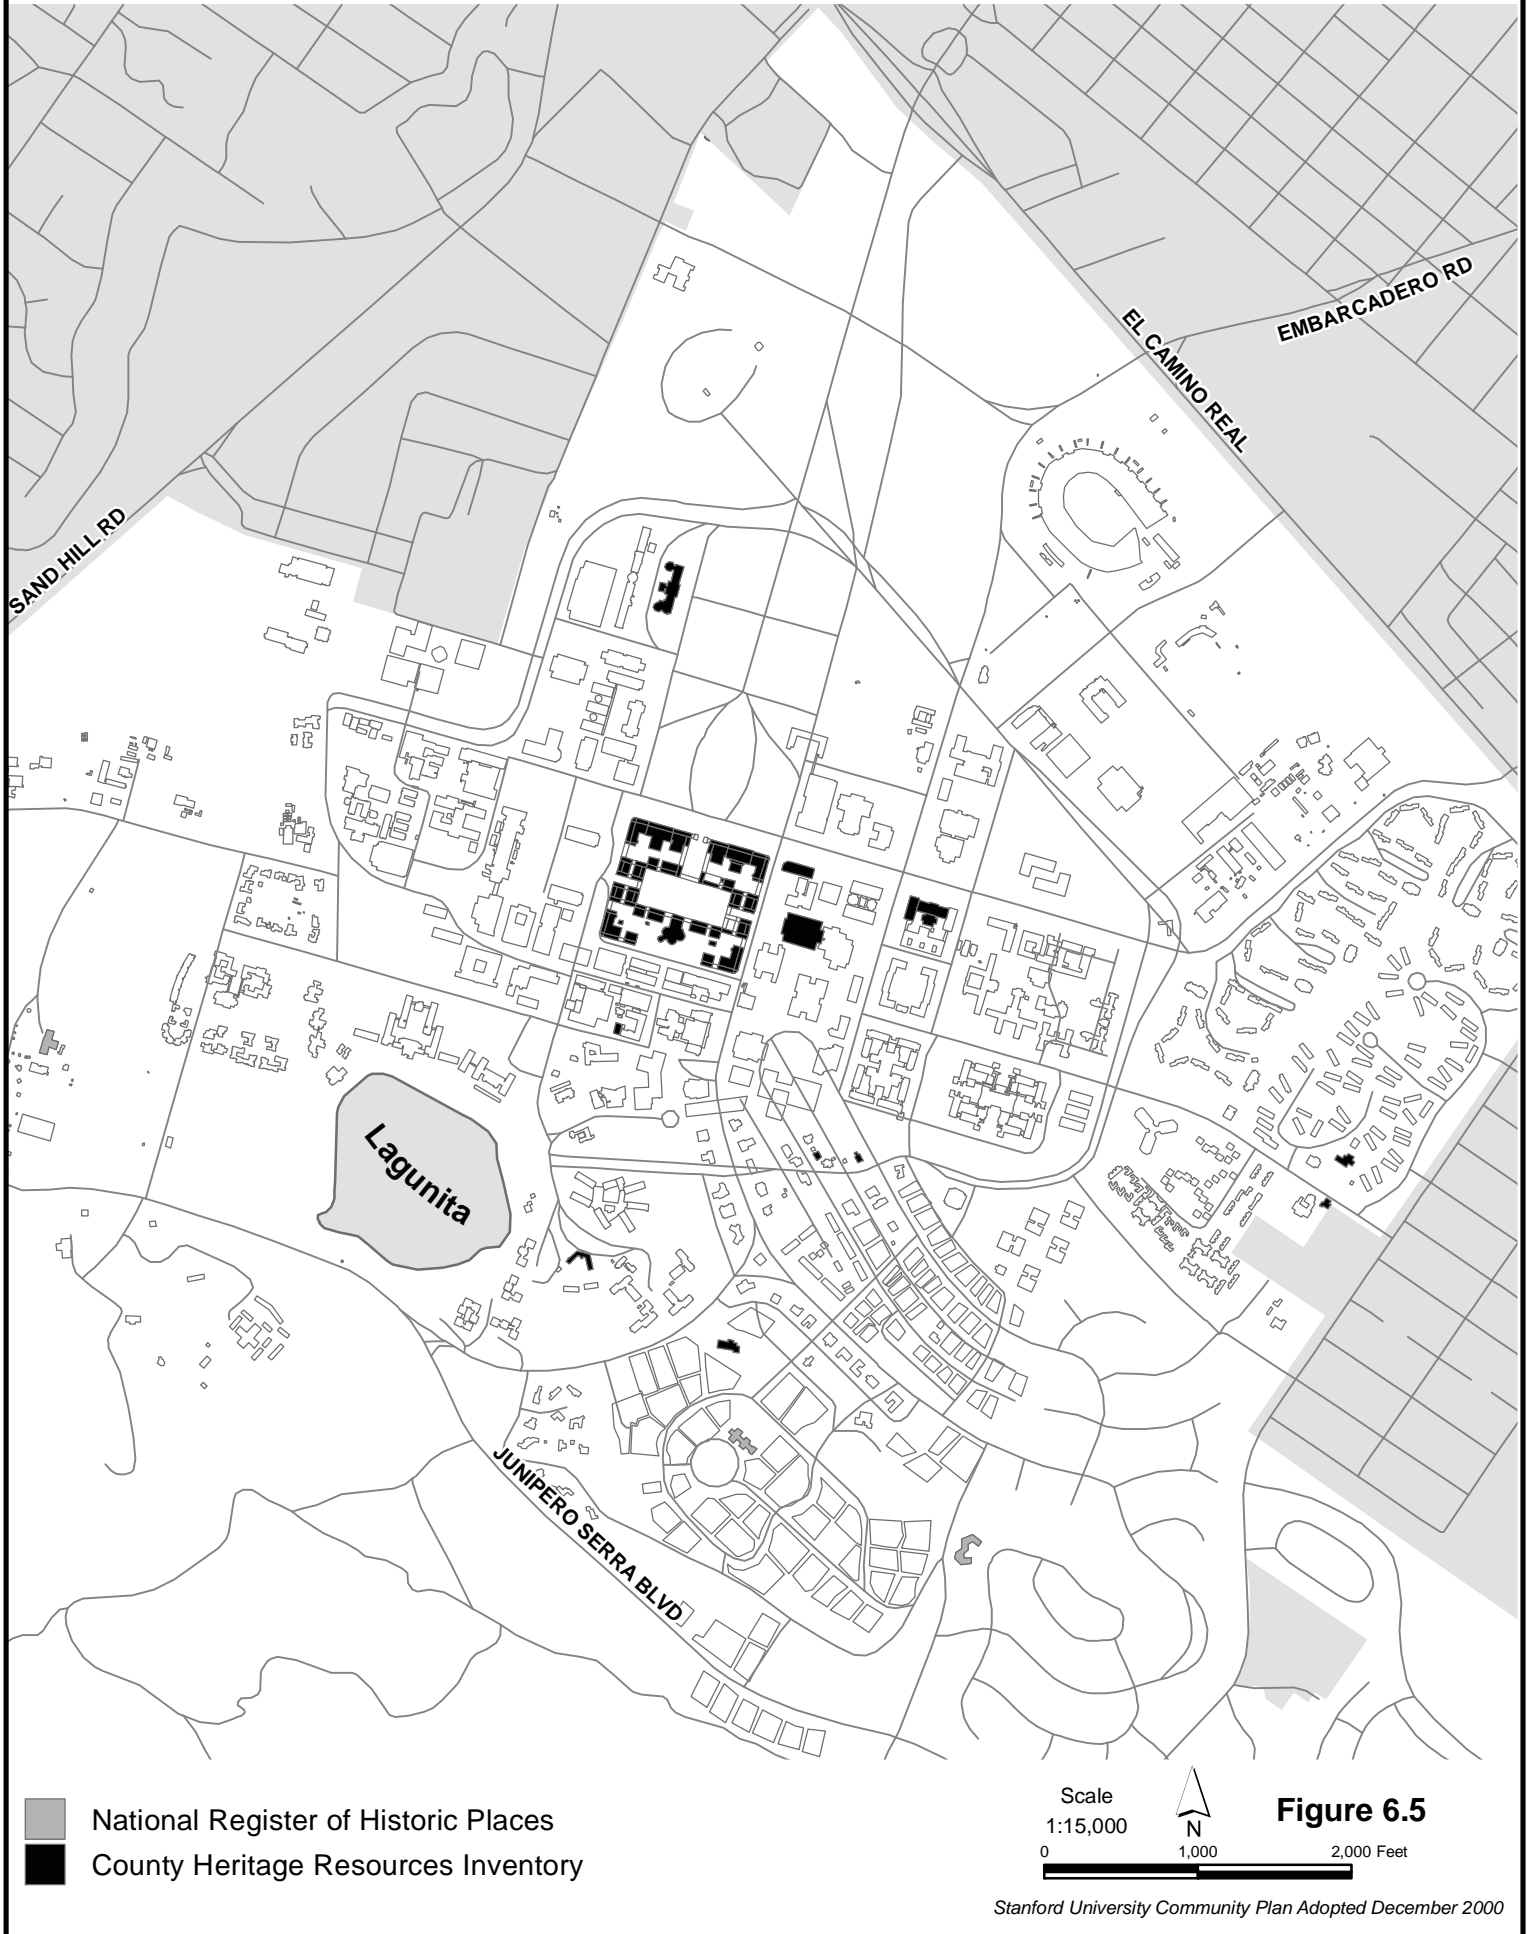 EMBARCADERO RD
EL CAMINO REAL
SAND HILL RD
Lagunita
JUNIPERO SERRA BLVD
National Register of Historic Places
County Heritage Resources Inventory
Scale
1:15,000
N
Figure 6.5
0 1,000 2,000 Feet
Stanford University Community Plan Adopted December 2000